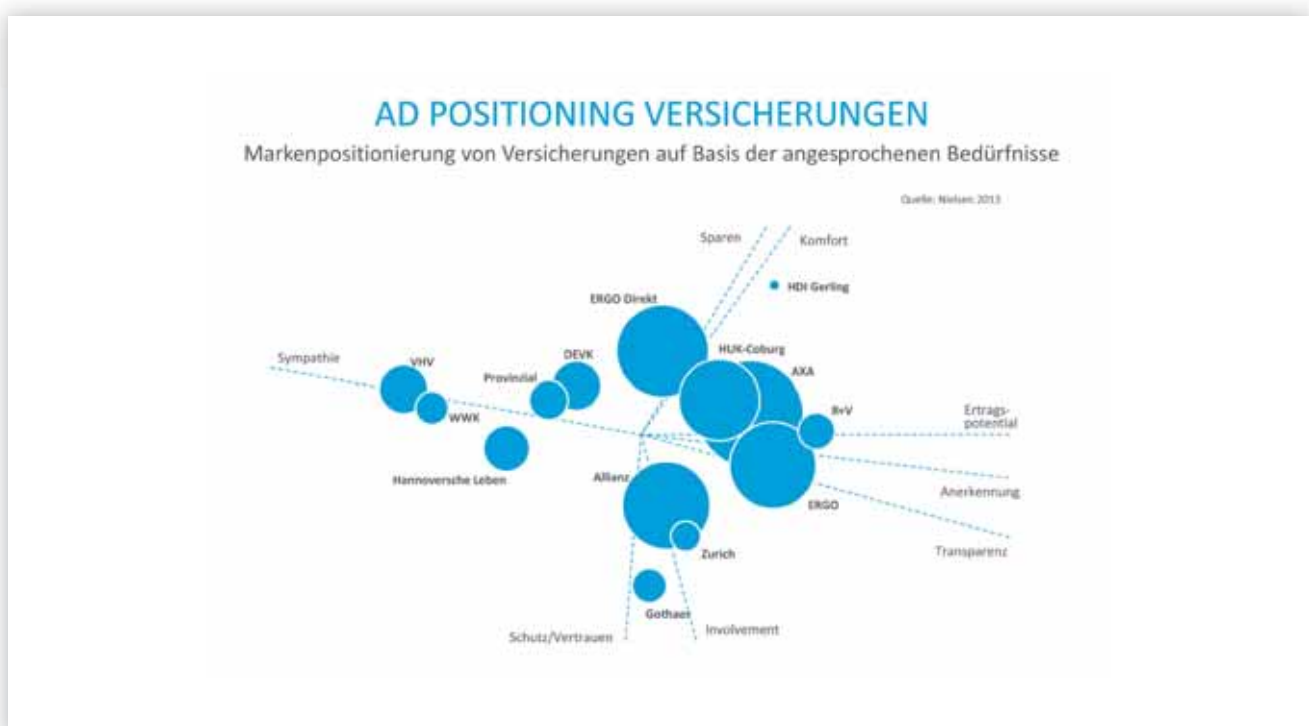 AD POSITIONING VERSICHERUNGEN
Markenpositionierung von Versicherungen auf Basis der angesprochenen Bedürfnisse
Quelle: Nielsen 2013
Sparen
Komfort
HDI Gerling
ERGO Direkt
HUK-Coburg
Sympathie
VHV
DEVK
AXA
Provinzial
R+V
WWK
Ertrags-
potential
Hannoversche Leben
Allianz
Anerkennung
ERGO
Zurich
Transparenz
Gothaer
Schutz/Vertrauen
Involvement